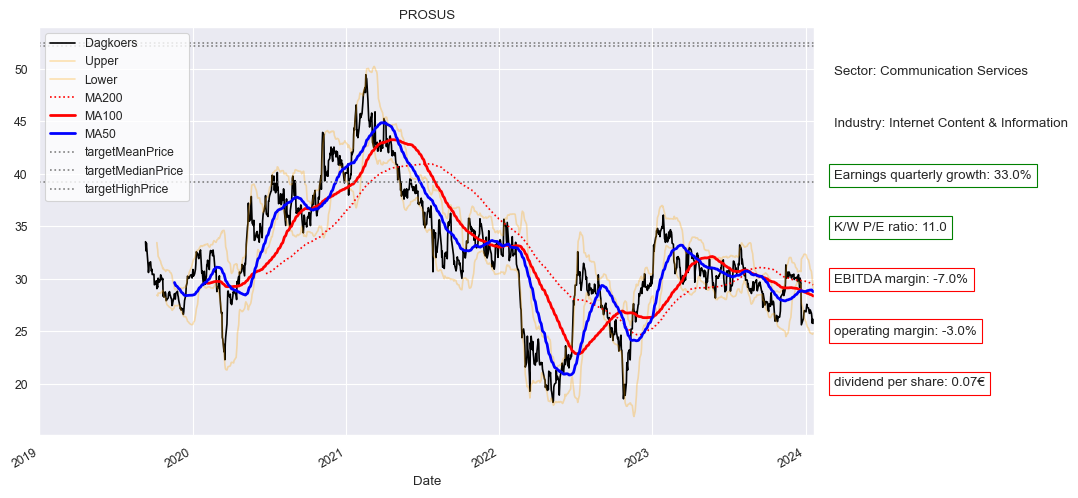 PROSUS
Dagkoers
Upper
Lower
MA200
MA100
MA50
targetMeanPrice
targetMedianPrice
targetHighPrice
50
45
40
35
30
25
20
2019
2020
2021
2022
2023
2024
Date
Sector: Communication Services
Industry: Internet Content & Information
Earnings quarterly growth: 33.0%
K/W P/E ratio: 11.0
EBITDA margin: -7.0%
operating margin: -3.0%
dividend per share: 0.07€